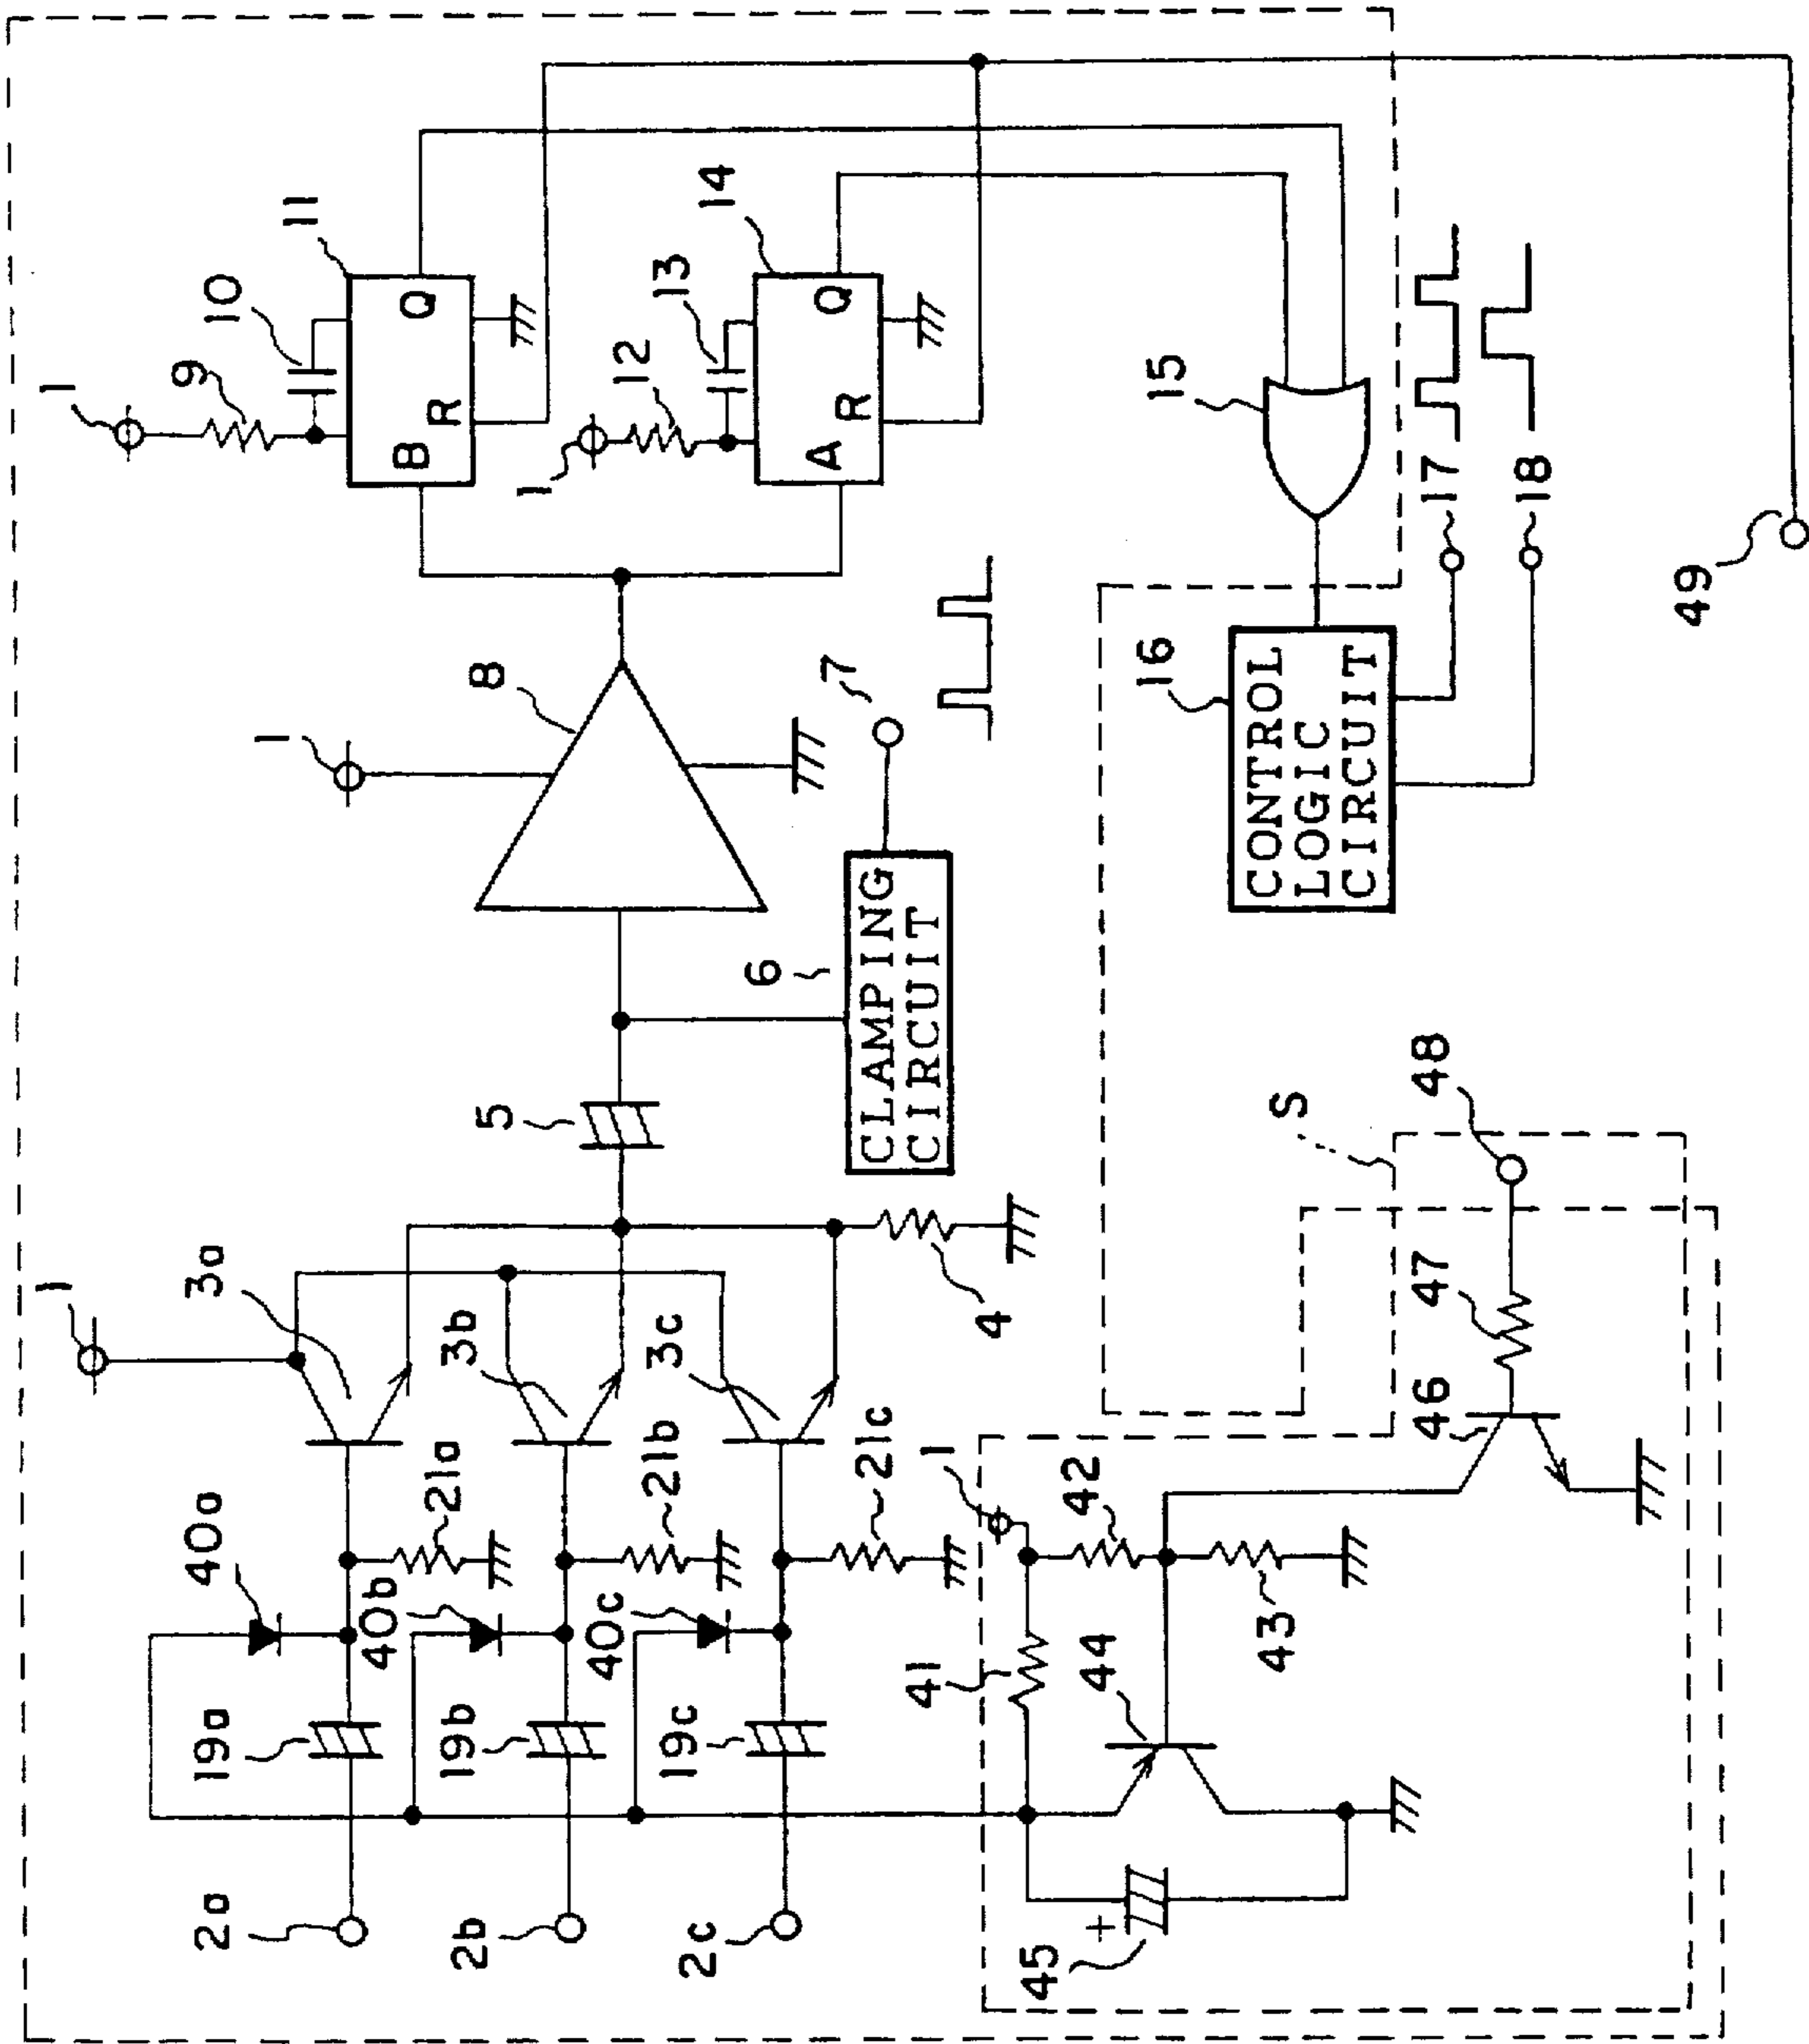 1
3a
40a
19a
2a
21a
3b
40b
19b
2b
21b
3c
40c
19c
2c
21c
4
5
6
CLAMPING
CIRCUIT
7
1
8
1
9
10
11
B
Q
R
1
12
13
14
A
Q
R
15
16
CONTROL
LOGIC
CIRCUIT
17
18
49
S
1
41
42
43
44
45
+
46
47
48